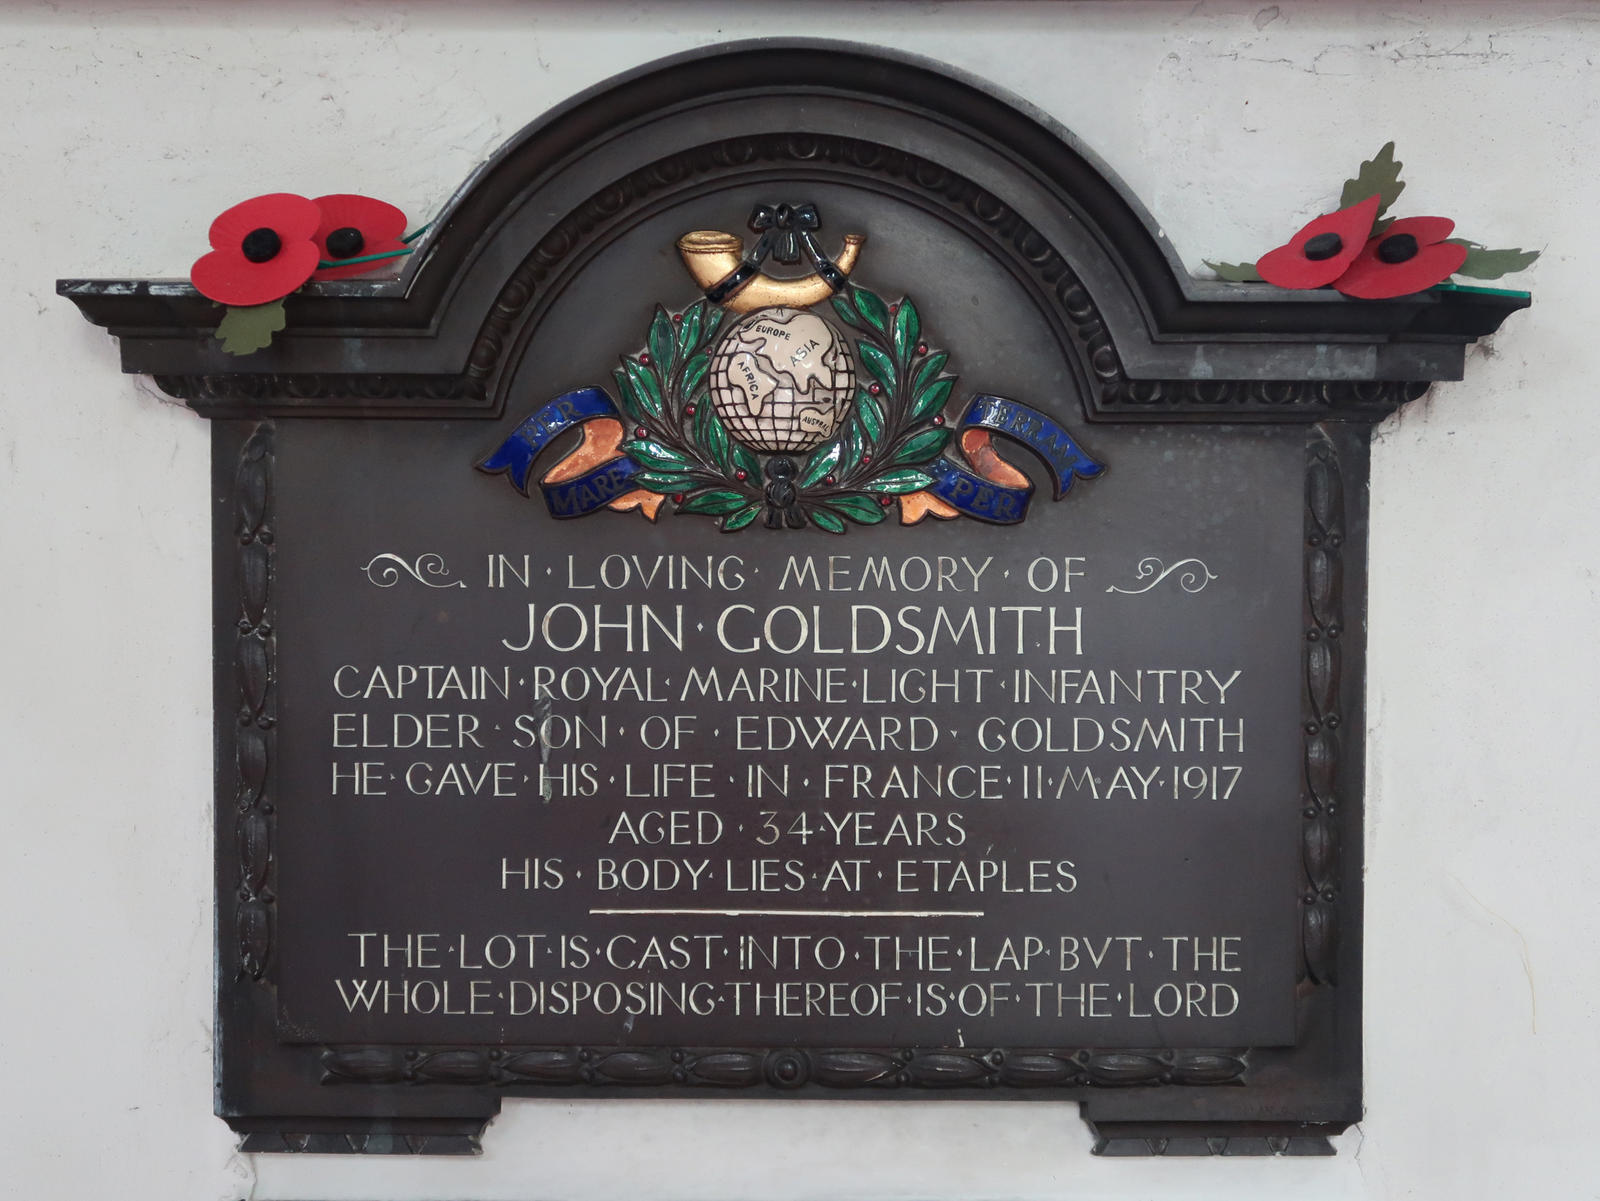 EUROPE
ASIA
AFRICA
AUSTRAL
PER MARE PER TERRAM
IN · LOVING · MEMORY · OF
JOHN · GOLDSMITH
CAPTAIN · ROYAL · MARINE · LIGHT · INFANTRY
ELDER · SON · OF · EDWARD · GOLDSMITH
HE · GAVE · HIS · LIFE · IN · FRANCE · 11 · MAY · 1917
AGED · 34 · YEARS
HIS · BODY · LIES · AT · ETAPLES
THE · LOT · IS · CAST · INTO · THE · LAP · BVT · THE
WHOLE · DISPOSING · THEREOF · IS · OF · THE · LORD